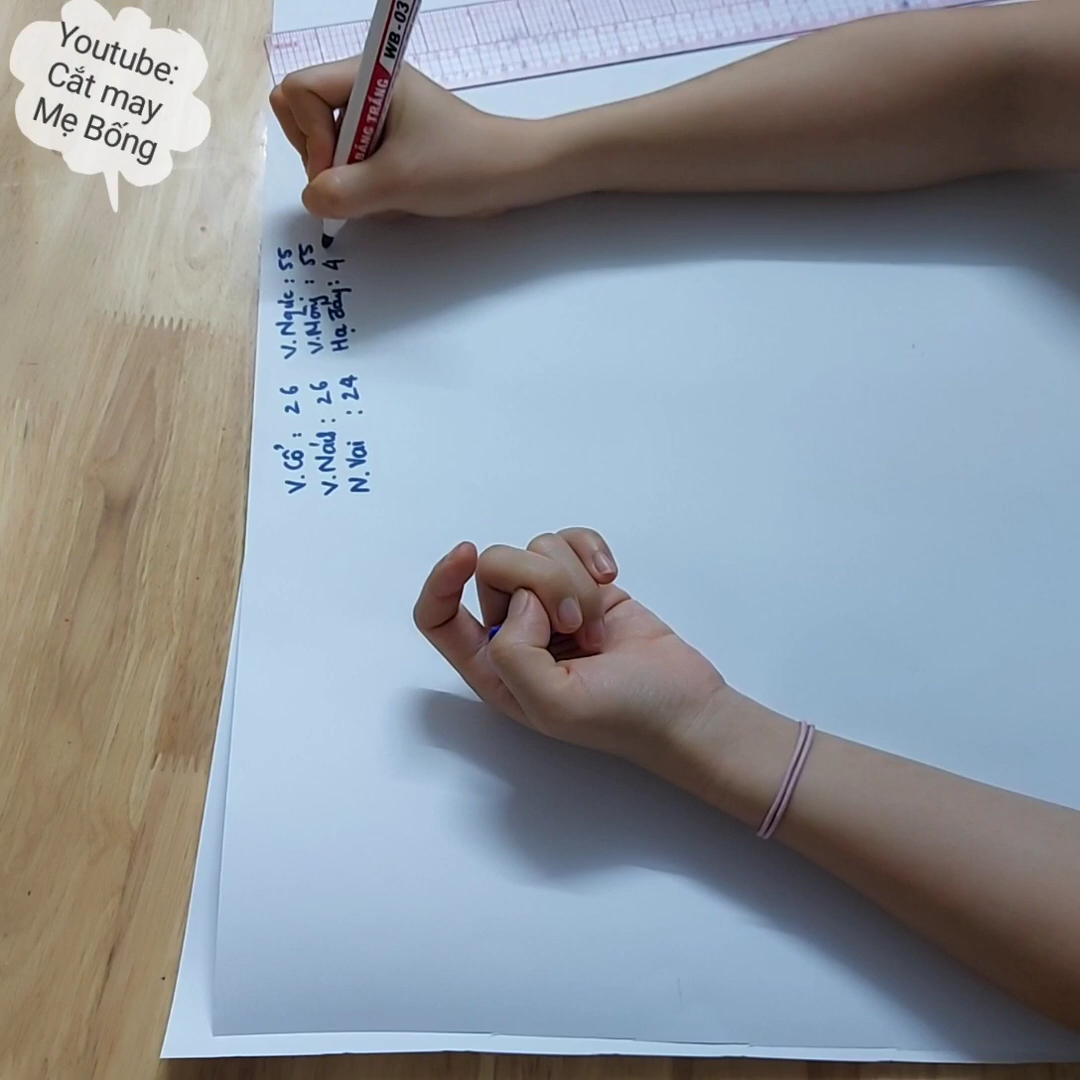 Youtube:
Cắt may
Mẹ Bống
WB-03
BẢNG TRẮNG
V. Cổ : 26
V. Nách : 26
N. Vai : 24
V. Ngực : 55
V. Mông : 55
Hạ đáy : 4